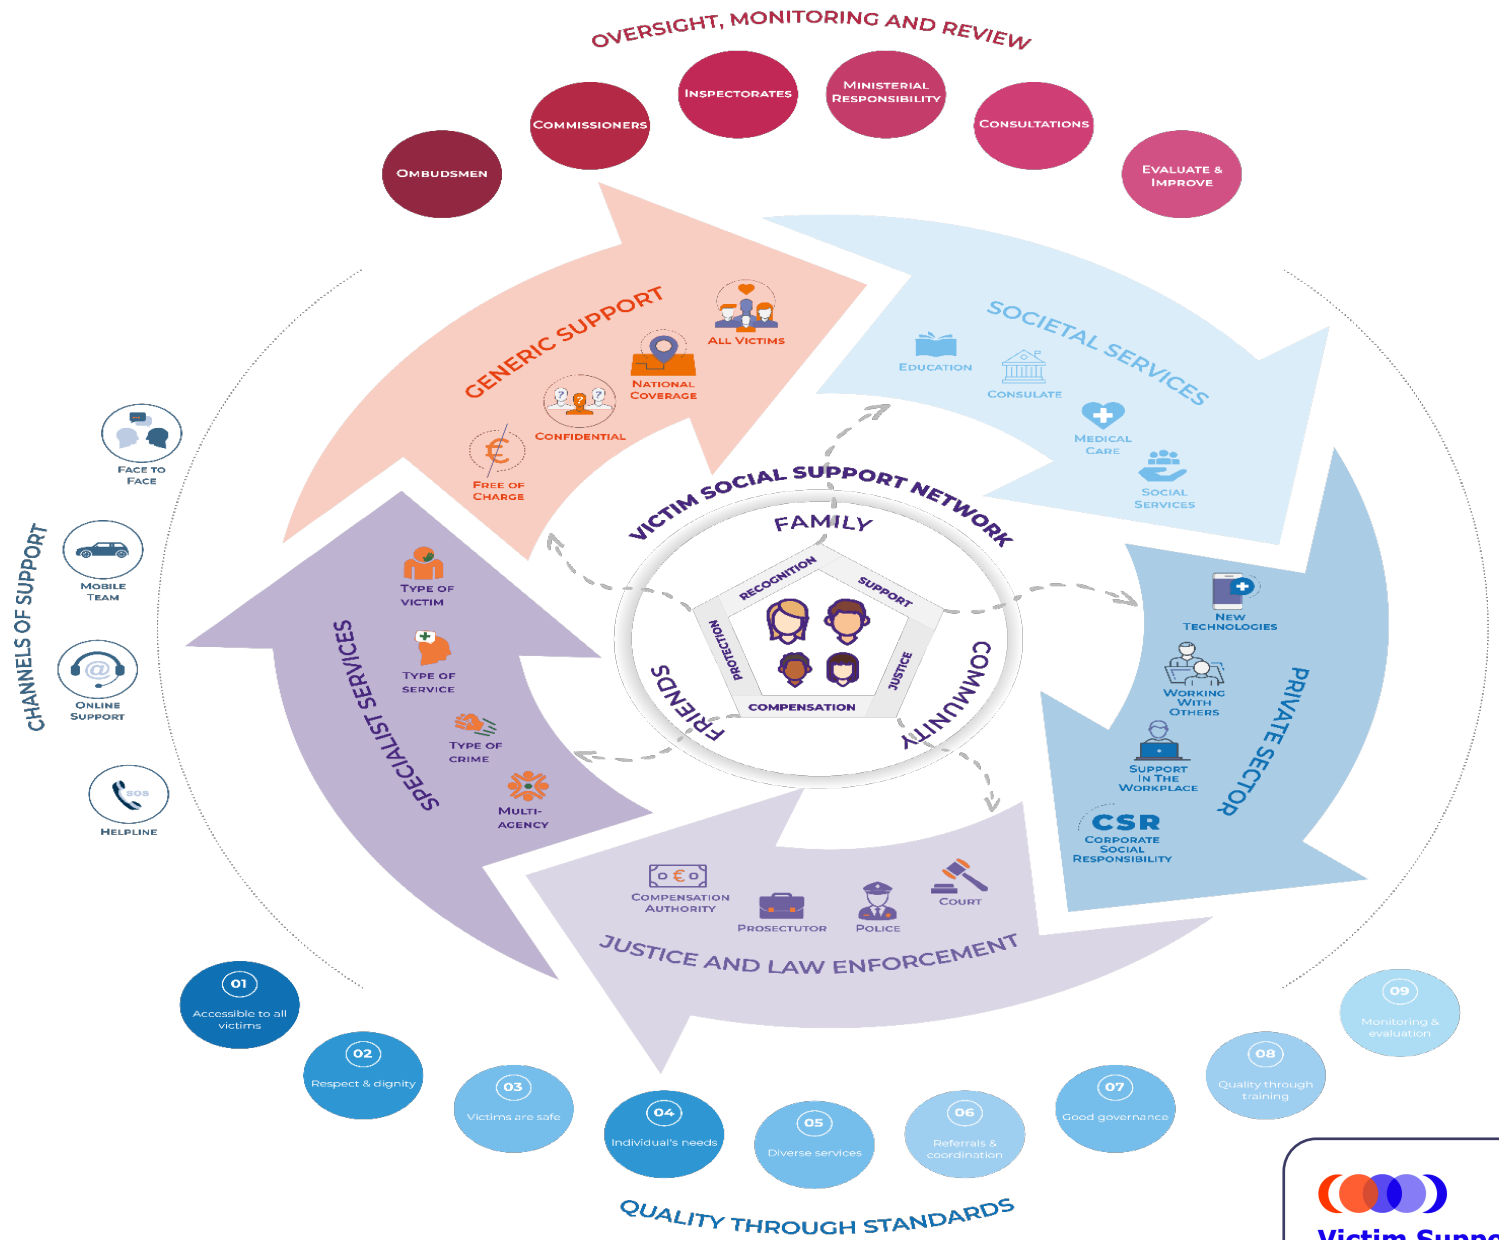 OVERSIGHT, MONITORING AND REVIEW
OMBUDSMEN
COMMISSIONERS
INSPECTORATES
MINISTERIAL
RESPONSIBILITY
CONSULTATIONS
EVALUATE &
IMPROVE
GENERIC SUPPORT
ALL VICTIMS
NATIONAL
COVERAGE
CONFIDENTIAL
€
FREE OF
CHARGE
SOCIETAL SERVICES
EDUCATION
CONSULATE
MEDICAL
CARE
SOCIAL
SERVICES
CHANNELS OF SUPPORT
FACE TO
FACE
MOBILE
TEAM
@
ONLINE
SUPPORT
SOS
HELPLINE
VICTIM SOCIAL SUPPORT NETWORK
FAMILY
COMMUNITY
FRIENDS
RECOGNITION
SUPPORT
PROTECTION
JUSTICE
COMPENSATION
SPECIALIST SERVICES
TYPE OF
VICTIM
TYPE OF
SERVICE
TYPE OF
CRIME
MULTI-
AGENCY
PRIVATE SECTOR
NEW
TECHNOLOGIES
WORKING
WITH
OTHERS
SUPPORT
IN THE
WORKPLACE
CSR
CORPORATE
SOCIAL
RESPONSIBILITY
€
COMPENSATION
AUTHORITY
PROSECTUTOR
POLICE
COURT
JUSTICE AND LAW ENFORCEMENT
01
Accessible to all
victims
02
Respect & dignity
03
Victims are safe
04
Individual's needs
05
Diverse services
06
Referrals &
coordination
07
Good governance
08
Quality through
training
09
Monitoring &
evaluation
QUALITY THROUGH STANDARDS
Victim Suppo